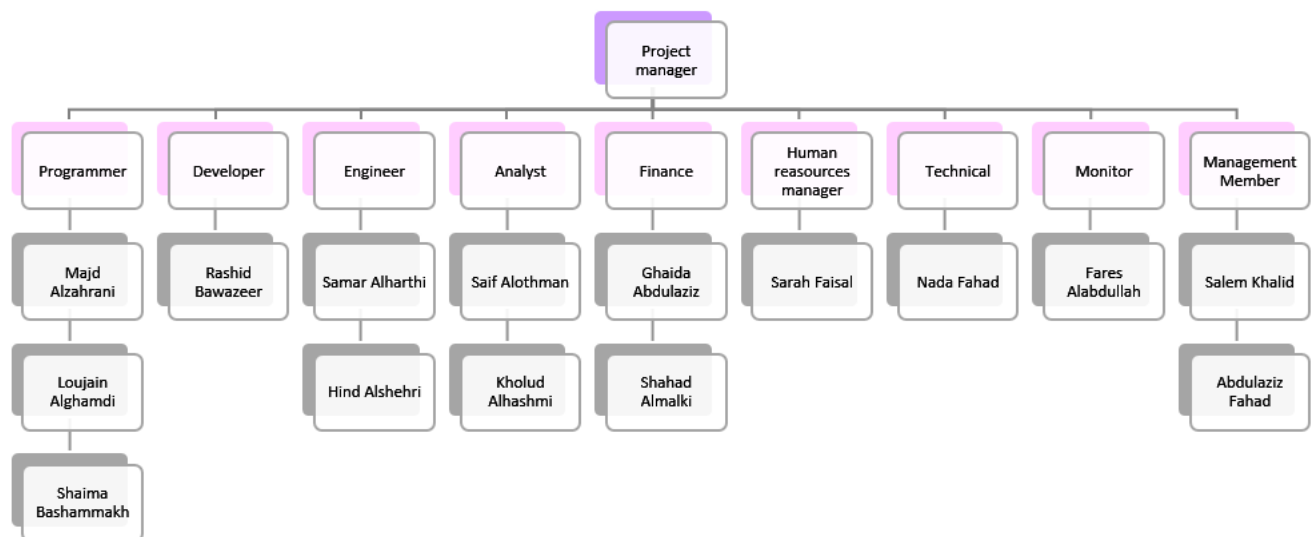 Project
manager
Programmer
Developer
Engineer
Analyst
Finance
Human
reasources
manager
Technical
Monitor
Management
Member
Majd
Alzahrani
Rashid
Bawazeer
Samar Alharthi
Saif Alothman
Ghaida
Abdulaziz
Sarah Faisal
Nada Fahad
Fares
Alabdullah
Salem Khalid
Loujain
Alghamdi
Hind Alshehri
Kholud
Alhashmi
Shahad
Almalki
Abdulaziz
Fahad
Shaima
Bashammakh